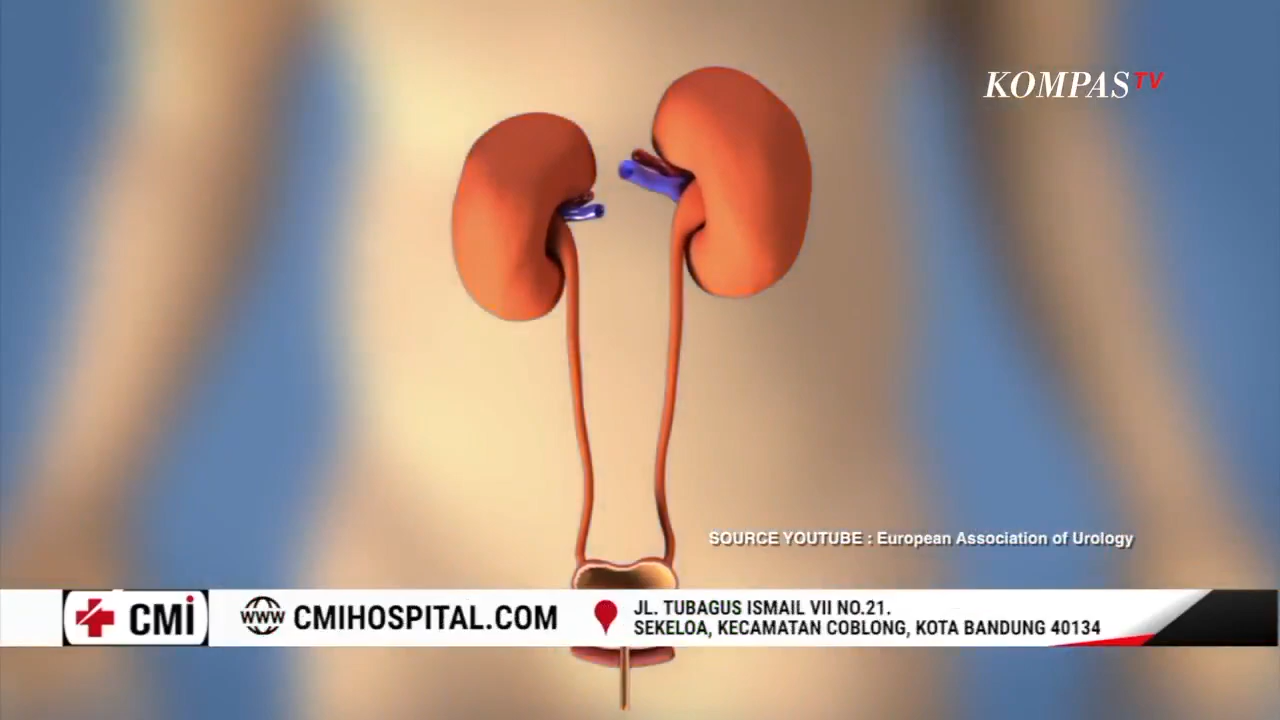 KOMPASTV
SOURCE YOUTUBE : European Association of Urology
CMi
WWW
CMIHOSPITAL.COM
JL. TUBAGUS ISMAIL VII NO.21.
SEKELOA, KECAMATAN COBLONG, KOTA BANDUNG 40134